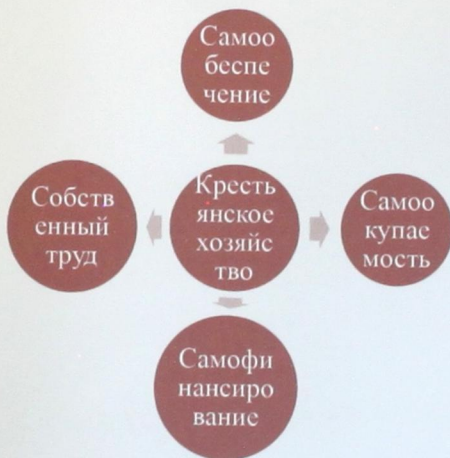 Самоо
беспе
чение
Собств
енный
труд
Кресть
янское
хозяйс
тво
Самоо
купае
мость
Самофи
нансиро
вание